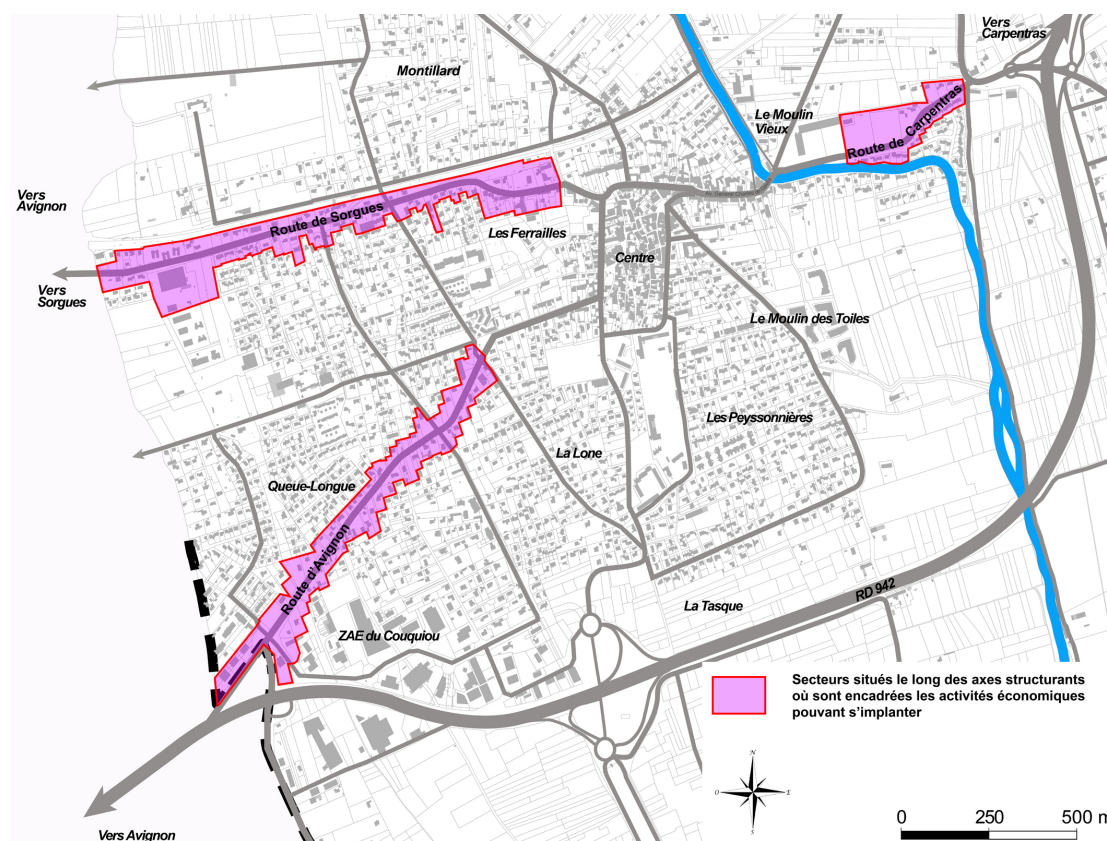 Vers
Carpentras
Montillard
Le Moulin
Vieux
Route de Carpentras
Vers
Avignon
Route de Sorgues
Les Ferrailles
Centre
Vers
Sorgues
Le Moulin des Toiles
Les Peyssonnières
La Lone
Queue-Longue
Route d'Avignon
RD 942
La Tasque
ZAE du Couquiou
Secteurs situés le long des axes structurants
où sont encadrées les activités économiques
pouvant s'implanter
N
O
E
S
0 250 500 m
Vers Avignon